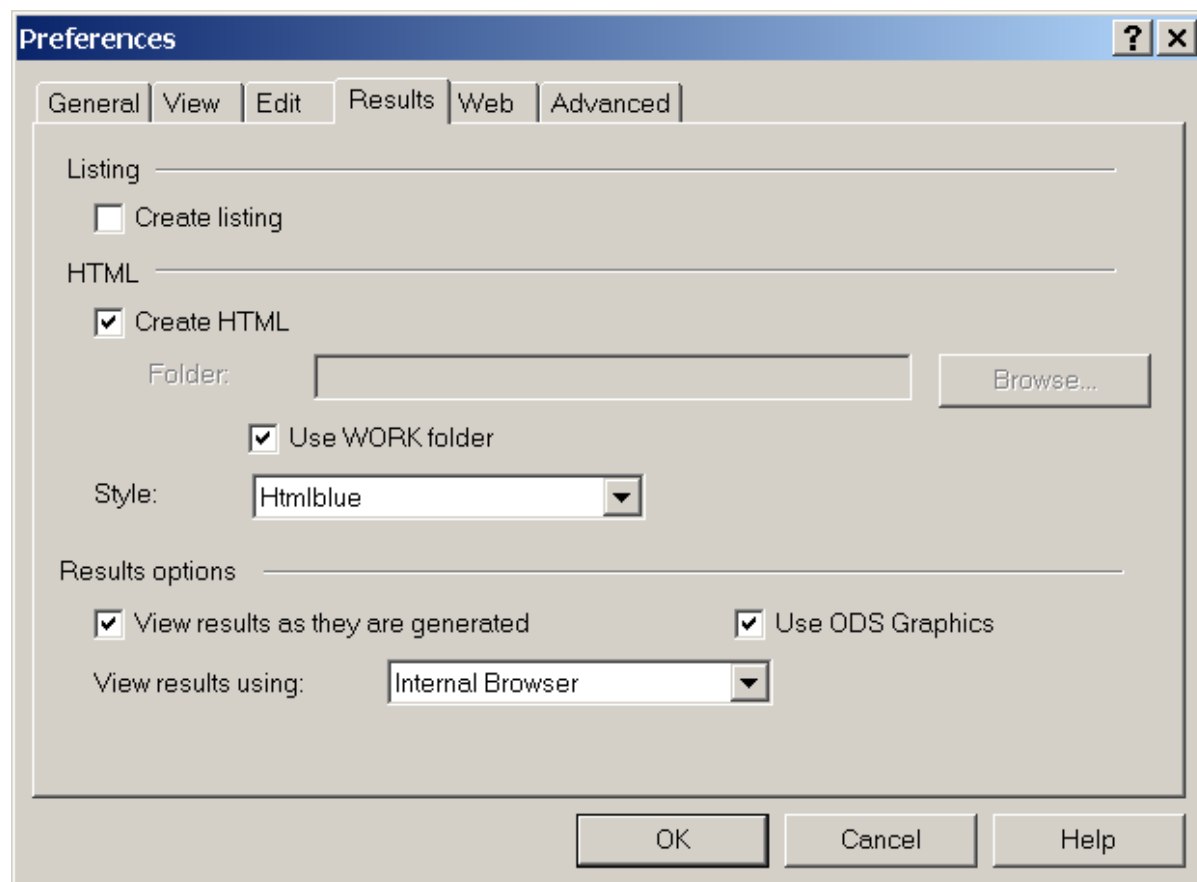 Preferences
General View Edit Results Web Advanced
Listing
Create listing
HTML
Create HTML
Folder: Browse...
Use WORK folder
Style: Htmlblue
Results options
View results as they are generated Use ODS Graphics
View results using: Internal Browser
OK Cancel Help